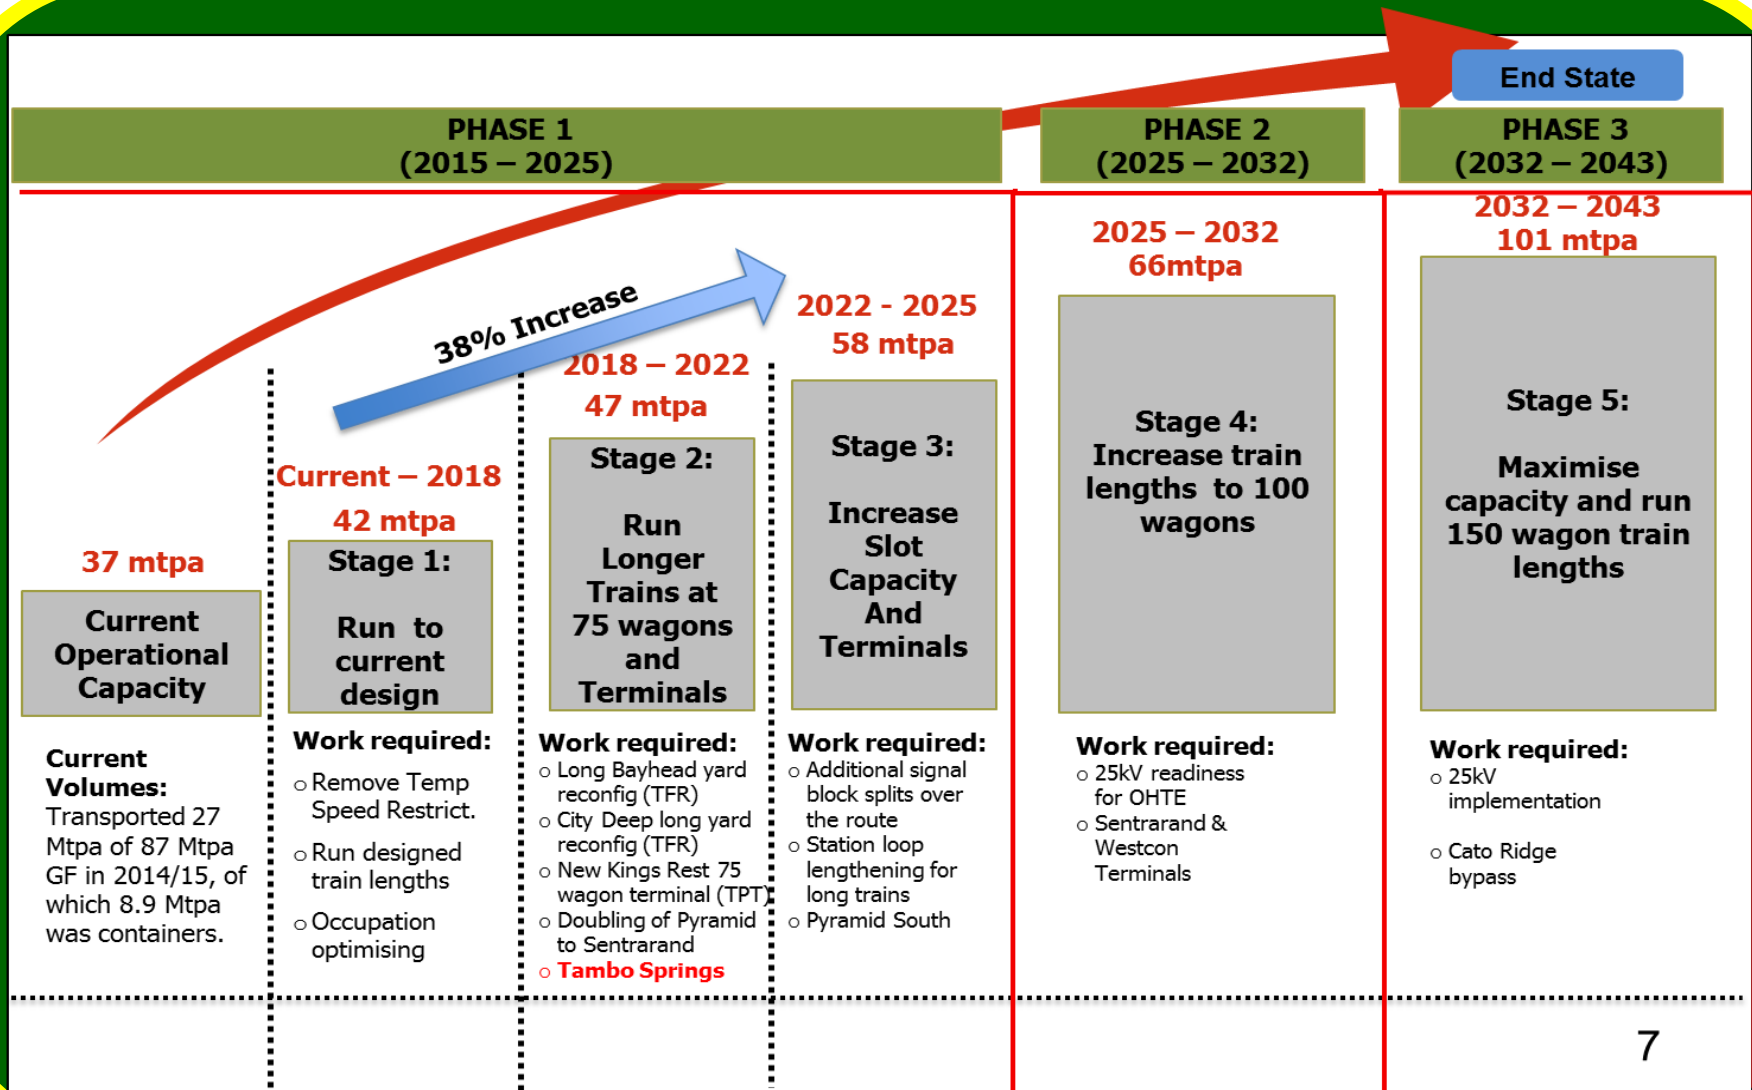 End State
PHASE 1
(2015 – 2025)
PHASE 2
(2025 – 2032)
PHASE 3
(2032 – 2043)
37 mtpa
Current
Operational
Capacity
Current
Volumes:
Transported 27
Mtpa of 87 Mtpa
GF in 2014/15, of
which 8.9 Mtpa
was containers.
38% Increase
Current – 2018
42 mtpa
Stage 1:
Run to
current
design
Work required:
o Remove Temp
Speed Restrict.
o Run designed
train lengths
o Occupation
optimising
2018 – 2022
47 mtpa
Stage 2:
Run
Longer
Trains at
75 wagons
and
Terminals
Work required:
o Long Bayhead yard
reconfig (TFR)
o City Deep long yard
reconfig (TFR)
o New Kings Rest 75
wagon terminal (TPT)
o Doubling of Pyramid
to Sentrarand
o Tambo Springs
2022 - 2025
58 mtpa
Stage 3:
Increase
Slot
Capacity
And
Terminals
Work required:
o Additional signal
block splits over
the route
o Station loop
lengthening for
long trains
o Pyramid South
2025 – 2032
66mtpa
Stage 4:
Increase train
lengths to 100
wagons
Work required:
o 25kV readiness
for OHTE
o Sentrarand &
Westcon
Terminals
2032 – 2043
101 mtpa
Stage 5:
Maximise
capacity and run
150 wagon train
lengths
Work required:
o 25kV
implementation
o Cato Ridge
bypass
7